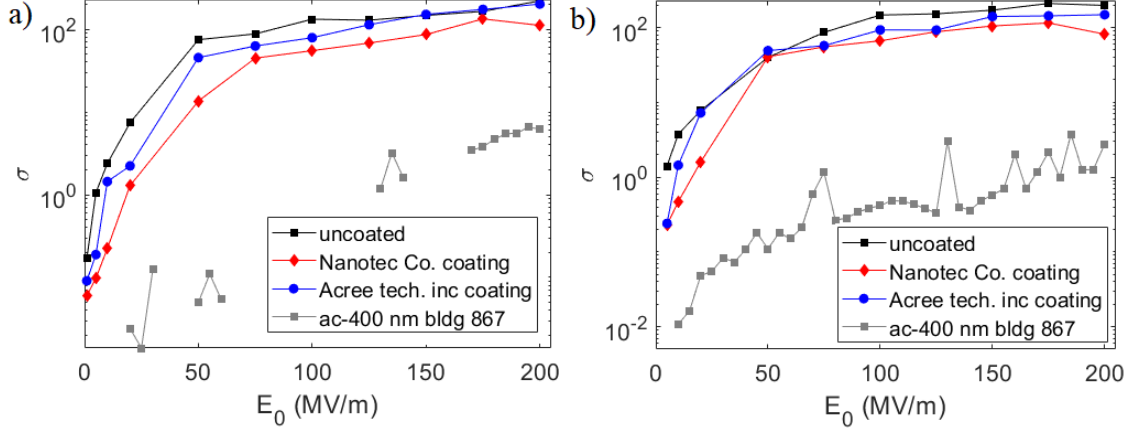 a)
10^2
10^0
σ
0
50
100
150
200
E_0 (MV/m)
uncoated
Nanotec Co. coating
Acree tech. inc coating
ac-400 nm bldg 867
b)
10^2
10^0
10^-2
σ
0
50
100
150
200
E_0 (MV/m)
uncoated
Nanotec Co. coating
Acree tech. inc coating
ac-400 nm bldg 867